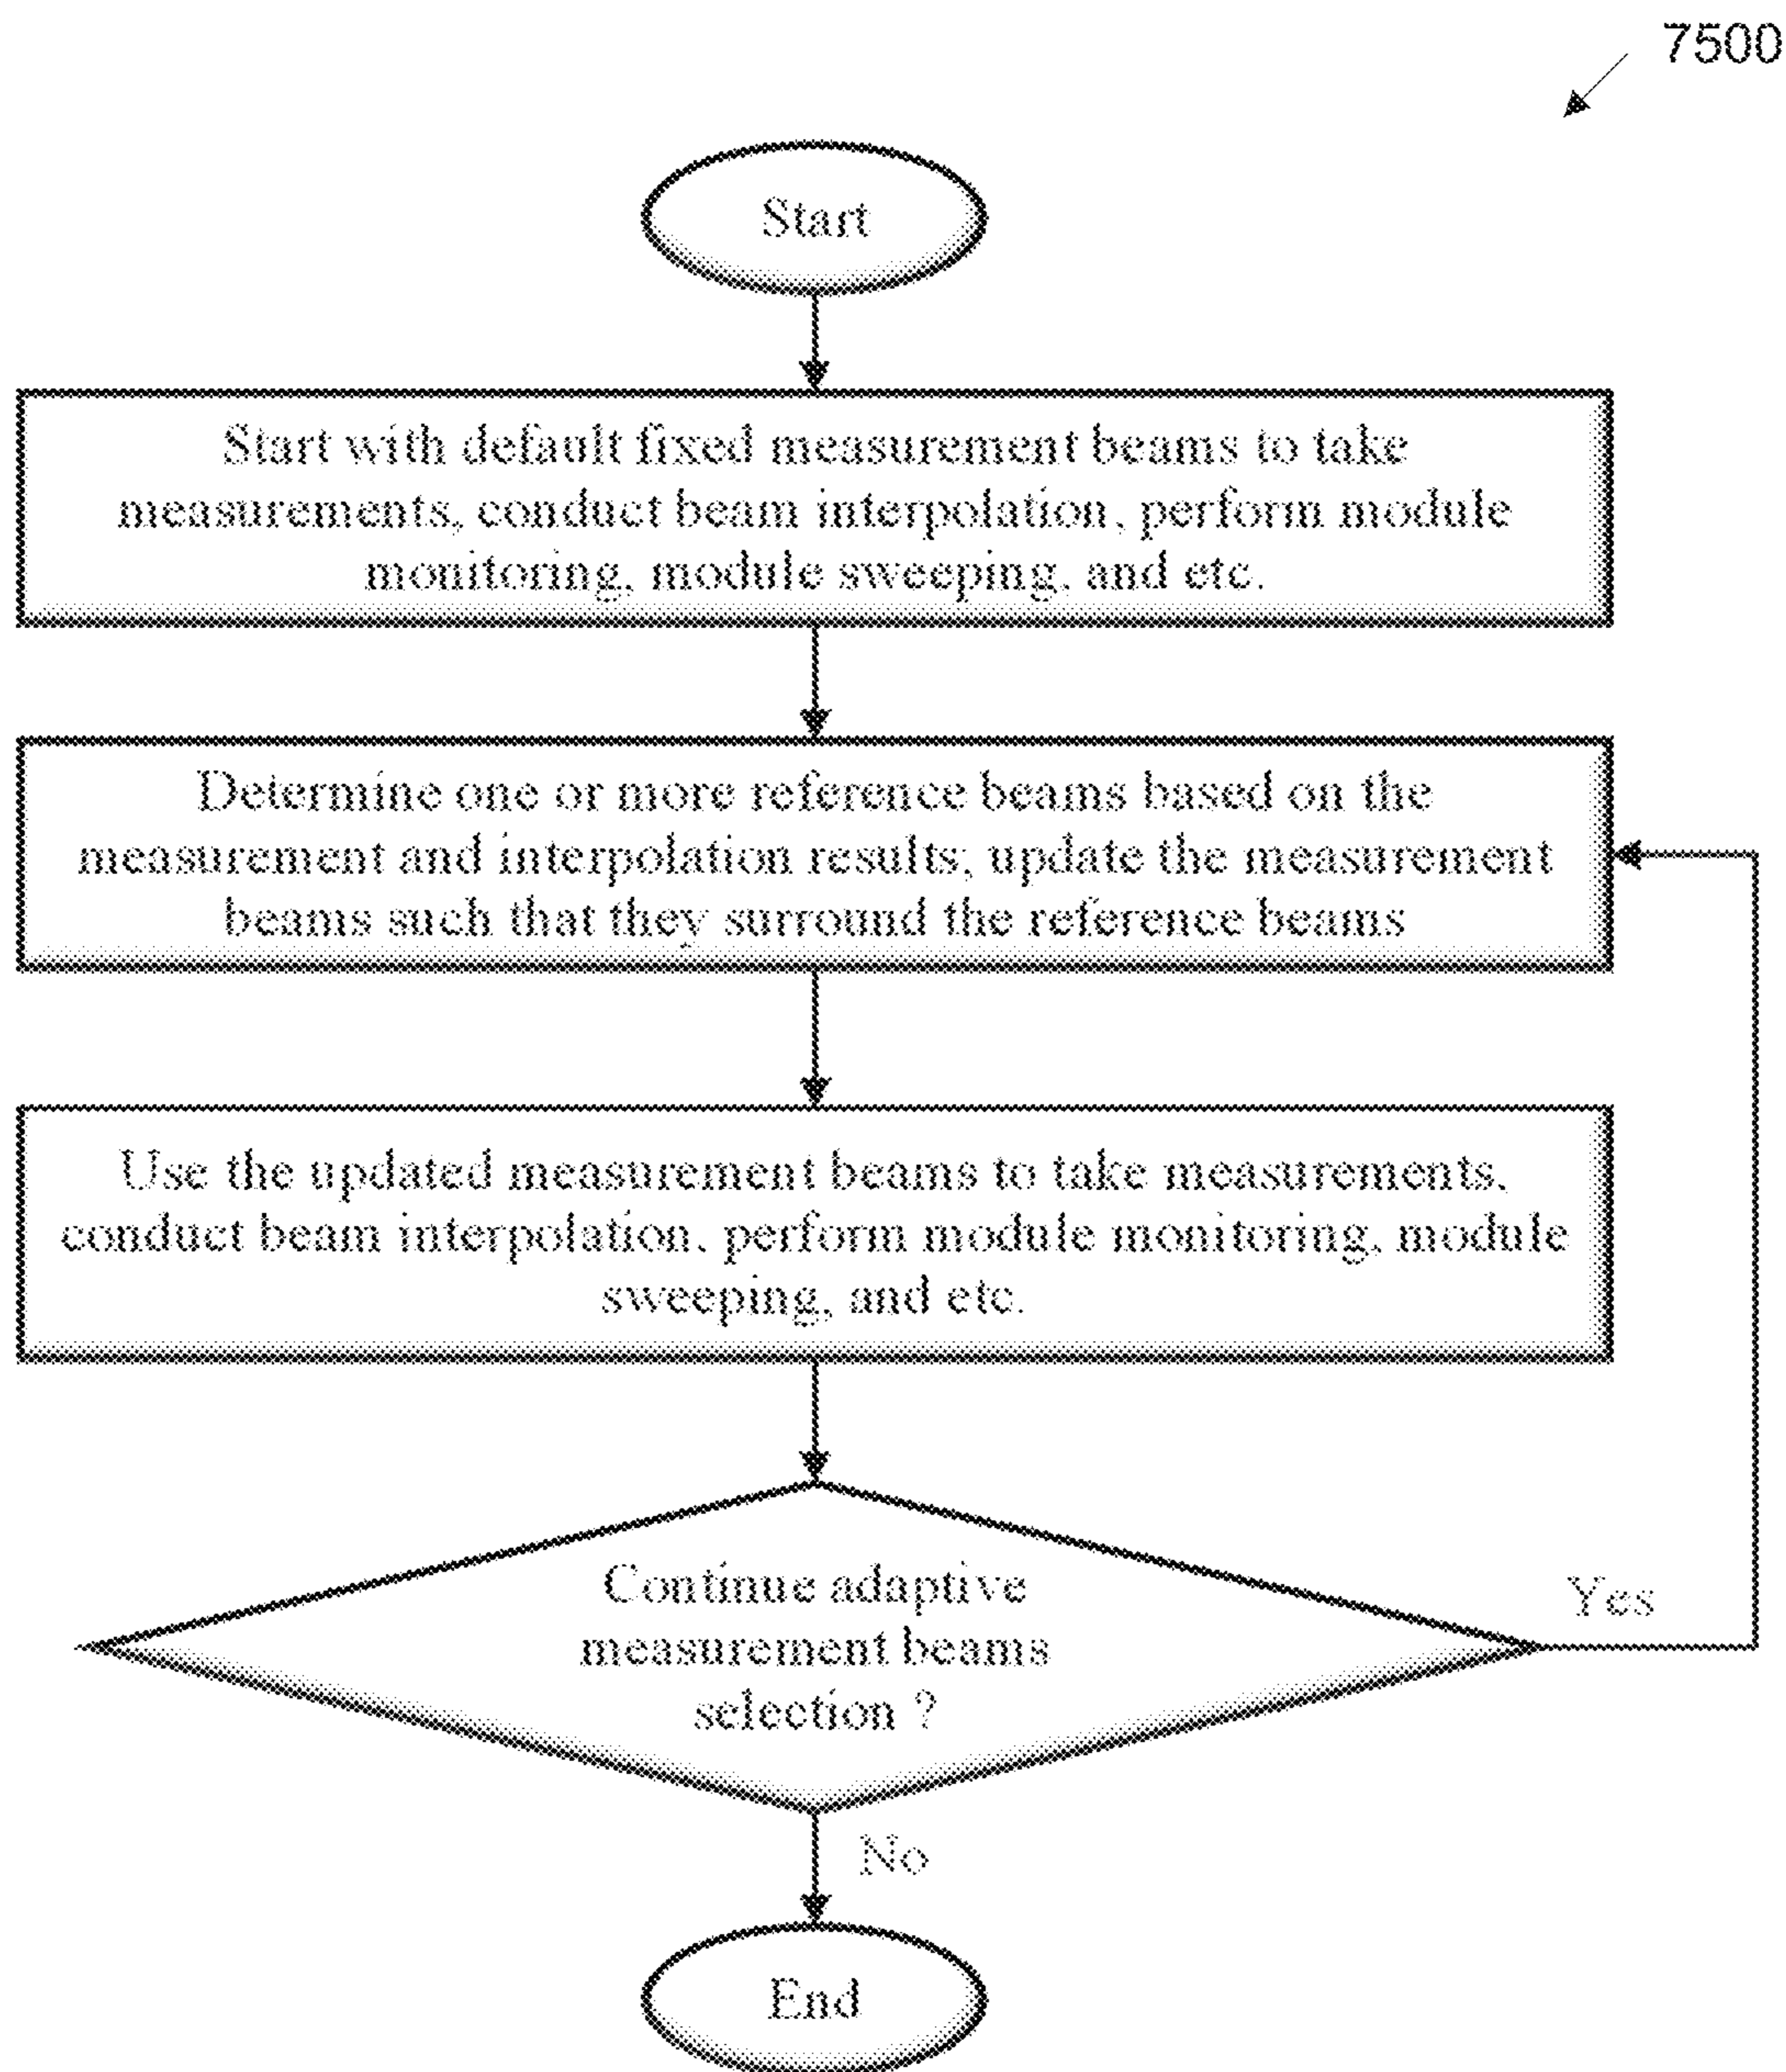 7500
Start
Start with default fixed measurement beams to take
measurements, conduct beam interpolation, perform module
monitoring, module sweeping, and etc.
Determine one or more reference beams based on the
measurement and interpolation results; update the measurement
beams such that they surround the reference beams
Use the updated measurement beams to take measurements,
conduct beam interpolation, perform module monitoring, module
sweeping, and etc.
Continue adaptive
measurement beams
selection ?
Yes
No
End